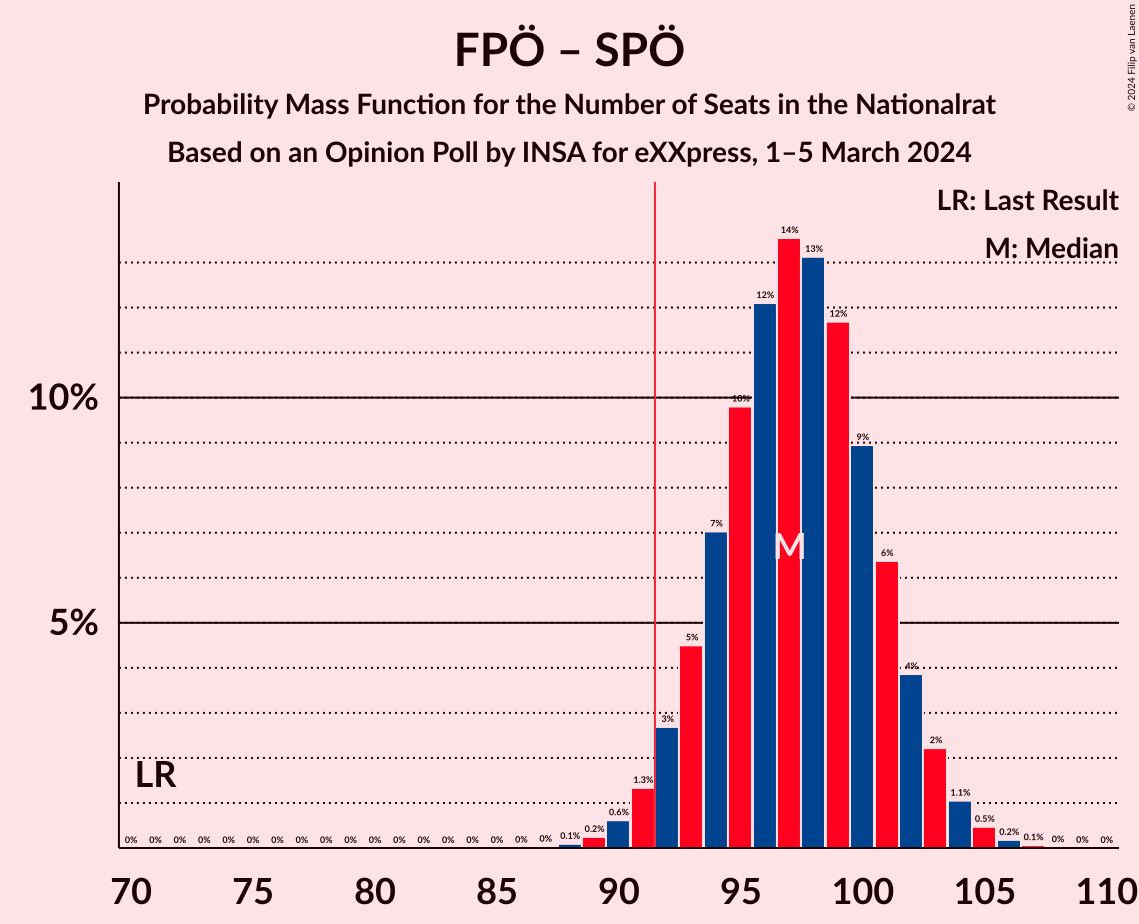 FPÖ – SPÖ
Probability Mass Function for the Number of Seats in the Nationalrat
Based on an Opinion Poll by INSA for eXXpress, 1–5 March 2024
© 2024 Filip van Laenen
LR: Last Result
M: Median
10%
5%
LR
M
0% 0% 0% 0% 0% 0% 0% 0% 0% 0% 0% 0% 0% 0% 0% 0% 0% 0% 0.1% 0.2% 0.6% 1.3% 3% 5% 7% 10% 12% 14% 13% 12% 9% 6% 4% 2% 1.1% 0.5% 0.2% 0.1% 0% 0% 0%
70 75 80 85 90 95 100 105 110